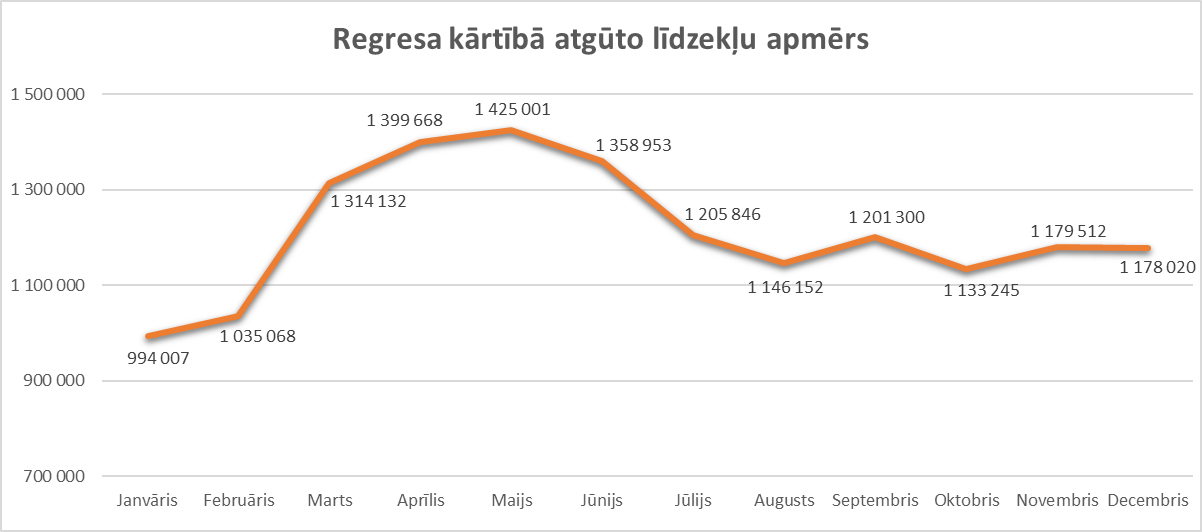 Regresa kārtībā atgūto līdzekļu apmērs
1 500 000
1 300 000
1 100 000
900 000
700 000
994 007
1 035 068
1 314 132
1 399 668
1 425 001
1 358 953
1 205 846
1 146 152
1 201 300
1 133 245
1 179 512
1 178 020
Janvāris Februāris Marts Aprīlis Maijs Jūnijs Jūlijs Augusts Septembris Oktobris Novembris Decembris